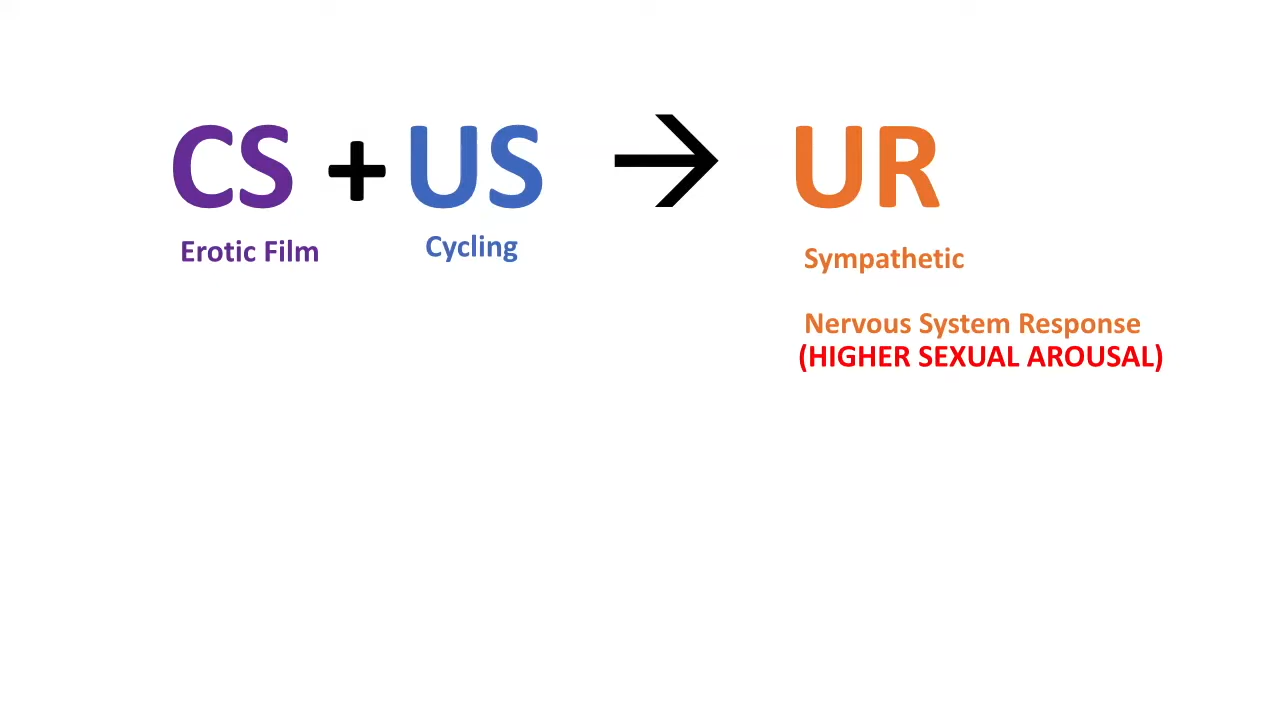 CS + US → UR
Erotic Film
Cycling
Sympathetic
Nervous System Response
(HIGHER SEXUAL AROUSAL)